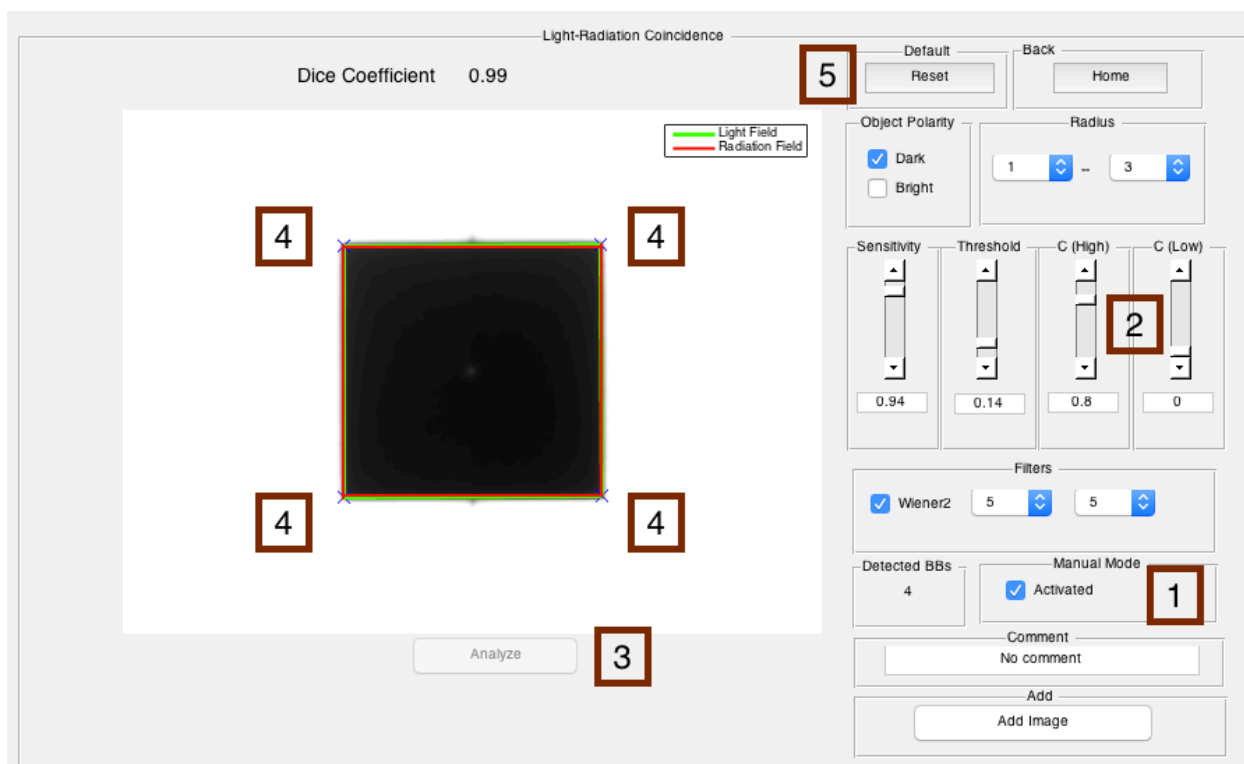 Light-Radiation Coincidence
Dice Coefficient 0.99
5
Default
Reset
Back
Home
Light Field
Radiation Field
Object Polarity
Dark
Bright
Radius
1 -- 3
4
4
Sensitivity
0.94
Threshold
0.14
C (High)
0.8
C (Low)
0
2
4
4
Filters
Wiener2 5 5
Detected BBs
4
Manual Mode
Activated
1
Analyze
3
Comment
No comment
Add
Add Image